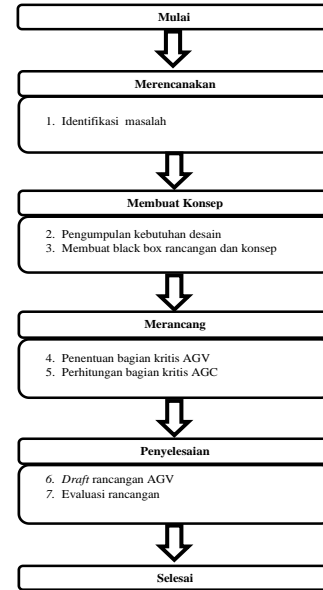 Mulai
Merencanakan
1. Identifikasi masalah
Membuat Konsep
2. Pengumpulan kebutuhan desain
3. Membuat black box rancangan dan konsep
Merancang
4. Penentuan bagian kritis AGV
5. Perhitungan bagian kritis AGC
Penyelesaian
6. Draft rancangan AGV
7. Evaluasi rancangan
Selesai